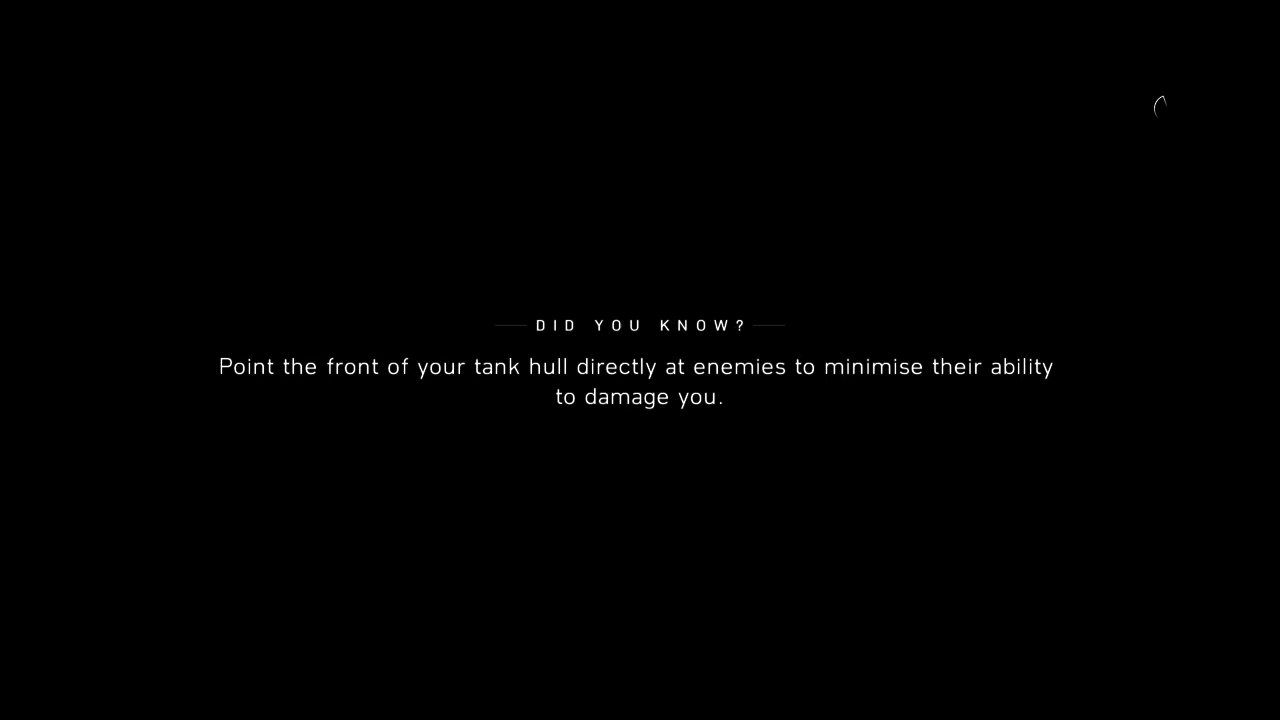 DID YOU KNOW?
Point the front of your tank hull directly at enemies to minimise their ability
to damage you.